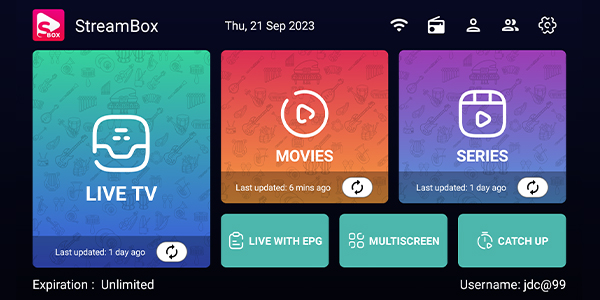 S BOX
StreamBox
Thu, 21 Sep 2023
LIVE TV
Last updated: 1 day ago
MOVIES
Last updated: 6 mins ago
SERIES
Last updated: 1 day ago
LIVE WITH EPG
MULTISCREEN
CATCH UP
Expiration : Unlimited
Username: jdc@99